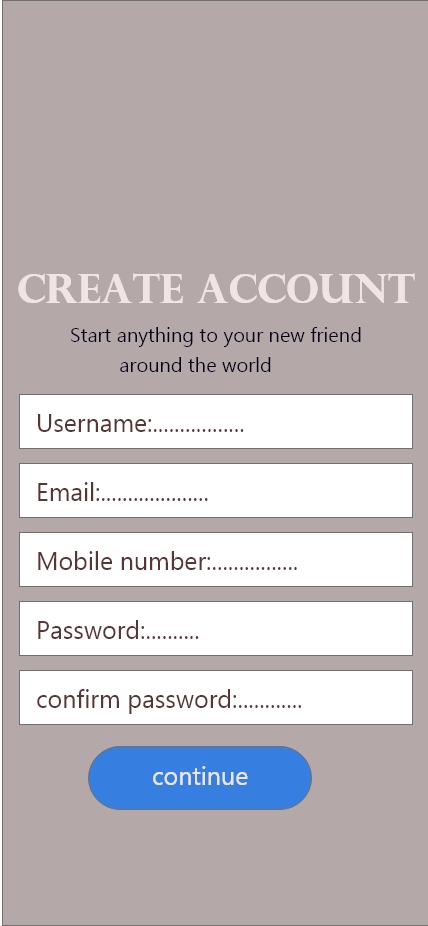 CREATE ACCOUNT
Start anything to your new friend
around the world
Username:.................
Email:....................
Mobile number:................
Password:..........
confirm password:............
continue